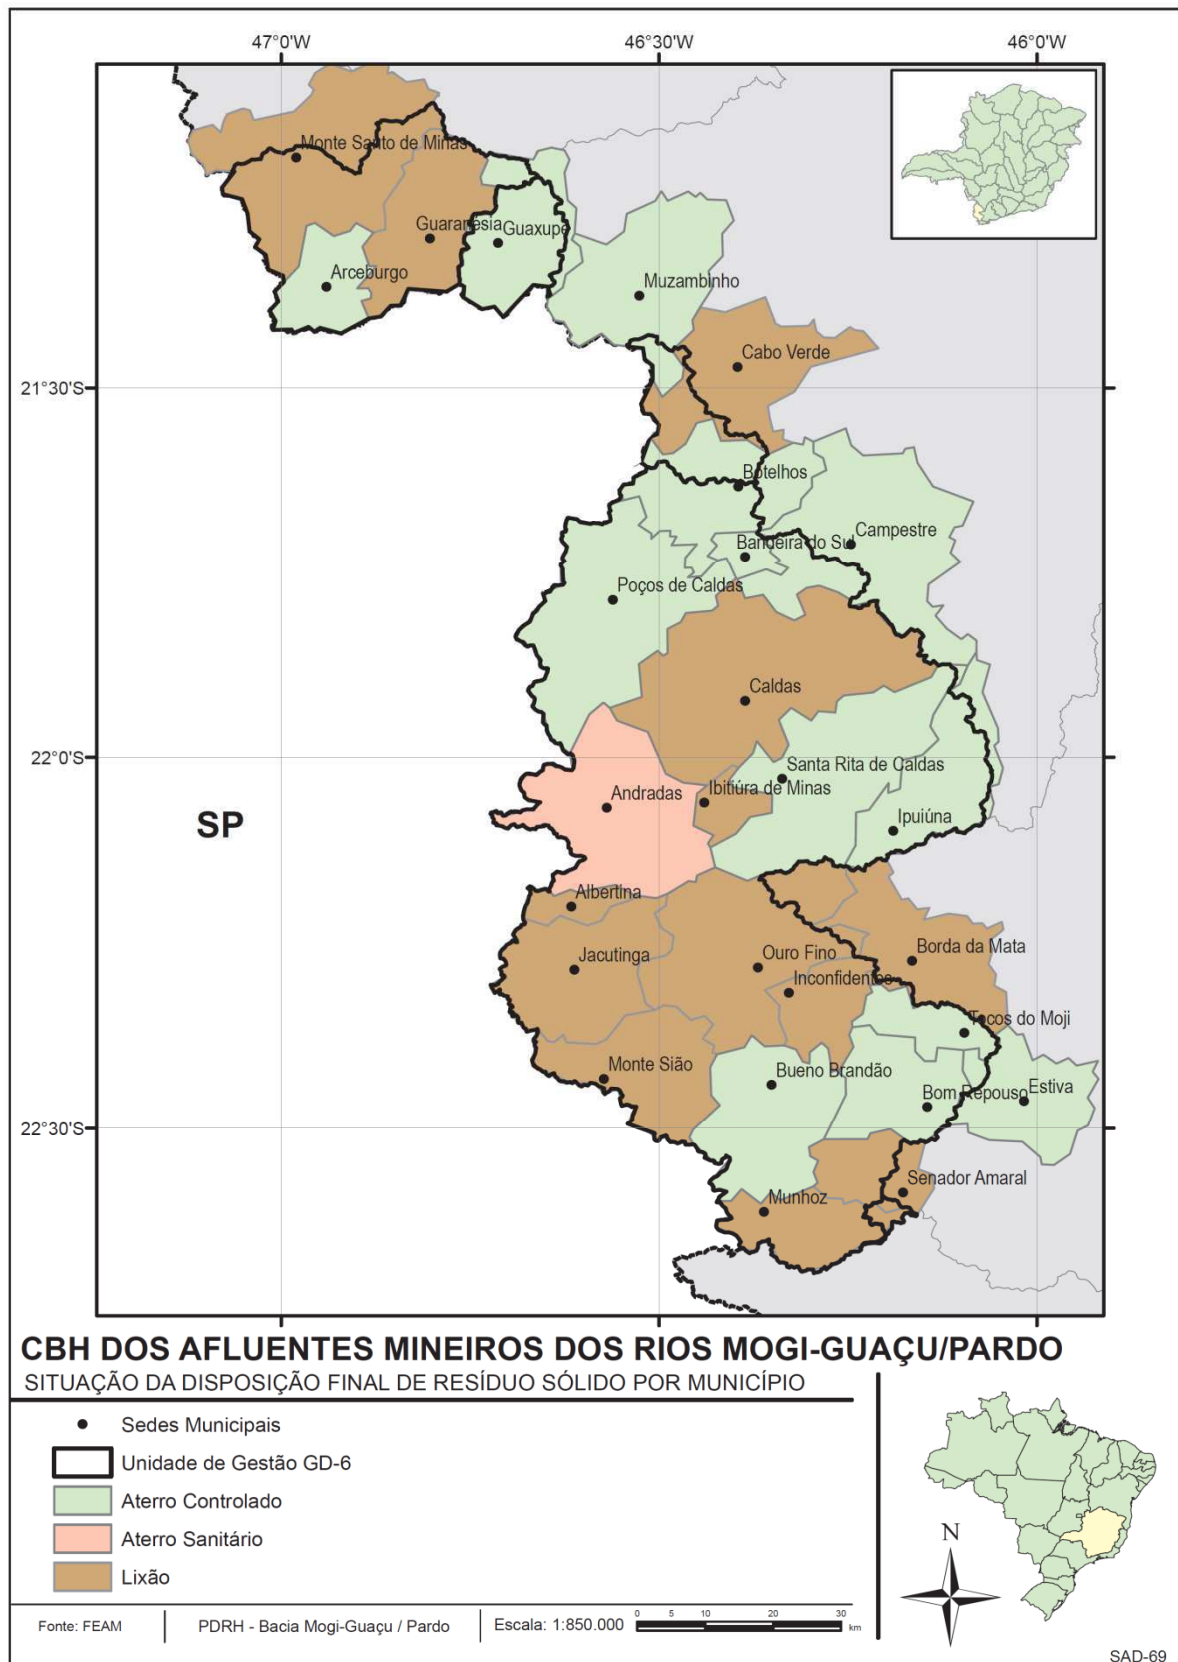 47°0'W
46°30'W
46°0'W
Monte Santo de Minas
Guaranésia
Guaxupé
Arceburgo
Muzambinho
Cabo Verde
21°30'S
Botelhos
Campestre
Bandeira do Sul
Poços de Caldas
Caldas
22°0'S
Santa Rita de Caldas
Andradas
Ibitiúra de Minas
SP
Ipuiúna
Albertina
Ouro Fino
Borda da Mata
Jacutinga
Inconfidentes
Tocos do Moji
Monte Sião
Bueno Brandão
Bom Repouso
Estiva
22°30'S
Senador Amaral
Munhoz
CBH DOS AFLUENTES MINEIROS DOS RIOS MOGI-GUAÇU/PARDO
SITUAÇÃO DA DISPOSIÇÃO FINAL DE RESÍDUO SÓLIDO POR MUNICÍPIO
Sedes Municipais
Unidade de Gestão GD-6
Aterro Controlado
Aterro Sanitário
Lixão
N
Fonte: FEAM
PDRH - Bacia Mogi-Guaçu / Pardo
Escala: 1:850.000
0 5 10 20 30
km
SAD-69